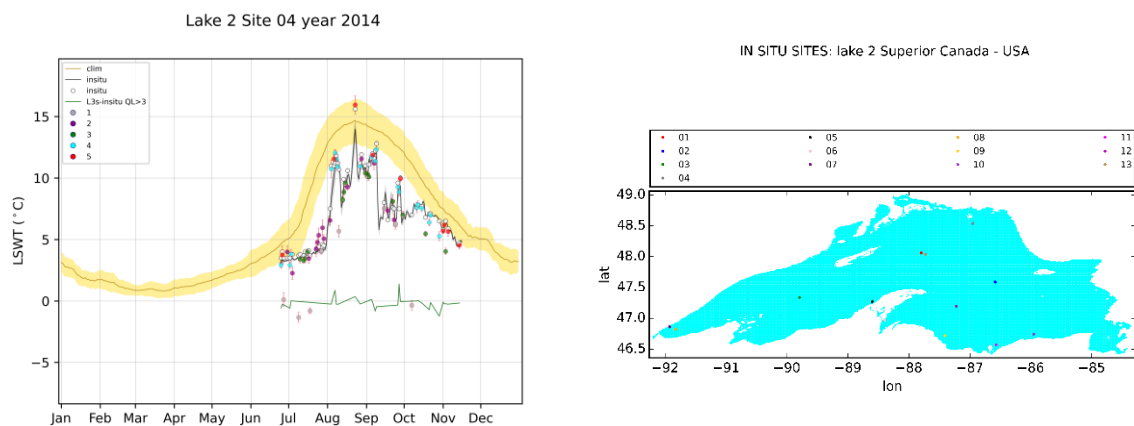 Lake 2 Site 04 year 2014
LSWT (°C)
clim
insitu
insitu
L3s-insitu QL>3
1
2
3
4
5
15
10
5
0
−5
Jan Feb Mar Apr May Jun Jul Aug Sep Oct Nov Dec
IN SITU SITES: lake 2 Superior Canada - USA
01 05 08 11
02 06 09 12
03 07 10 13
04
lat
49.0
48.5
48.0
47.5
47.0
46.5
−92 −91 −90 −89 −88 −87 −86 −85
lon